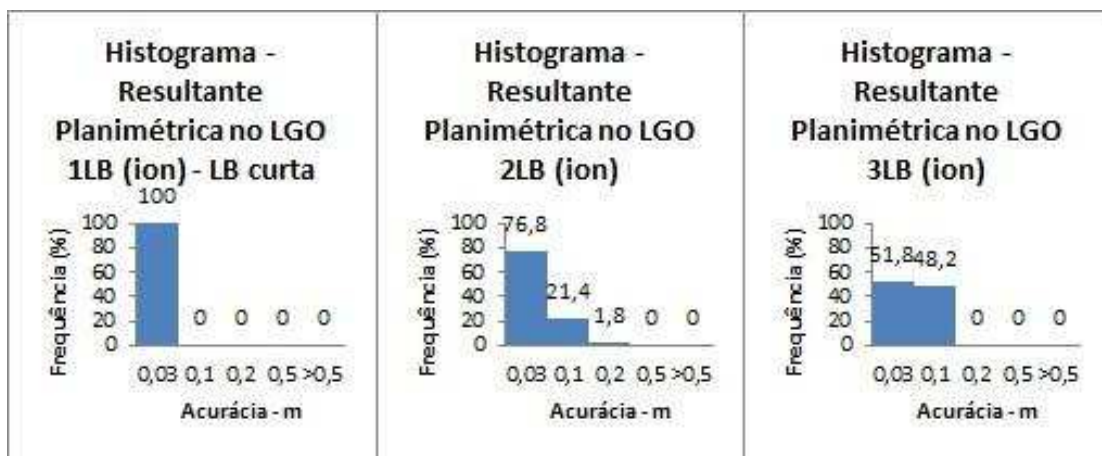 Histograma -
Resultante
Planimétrica no LGO
1LB (ion) - LB curta
100
Frequência (%)
100
80
60
40
20
0
0 0 0 0
0,03 0,1 0,2 0,5 >0,5
Acurácia - m
Histograma -
Resultante
Planimétrica no LGO
2LB (ion)
Frequência (%)
100
80
60
40
20
0
76,8
21,4
1,8 0 0
0,03 0,1 0,2 0,5 >0,5
Acurácia - m
Histograma -
Resultante
Planimétrica no LGO
3LB (ion)
Frequência (%)
100
80
60
40
20
0
51,8 48,2
0 0 0
0,03 0,1 0,2 0,5 >0,5
Acurácia - m